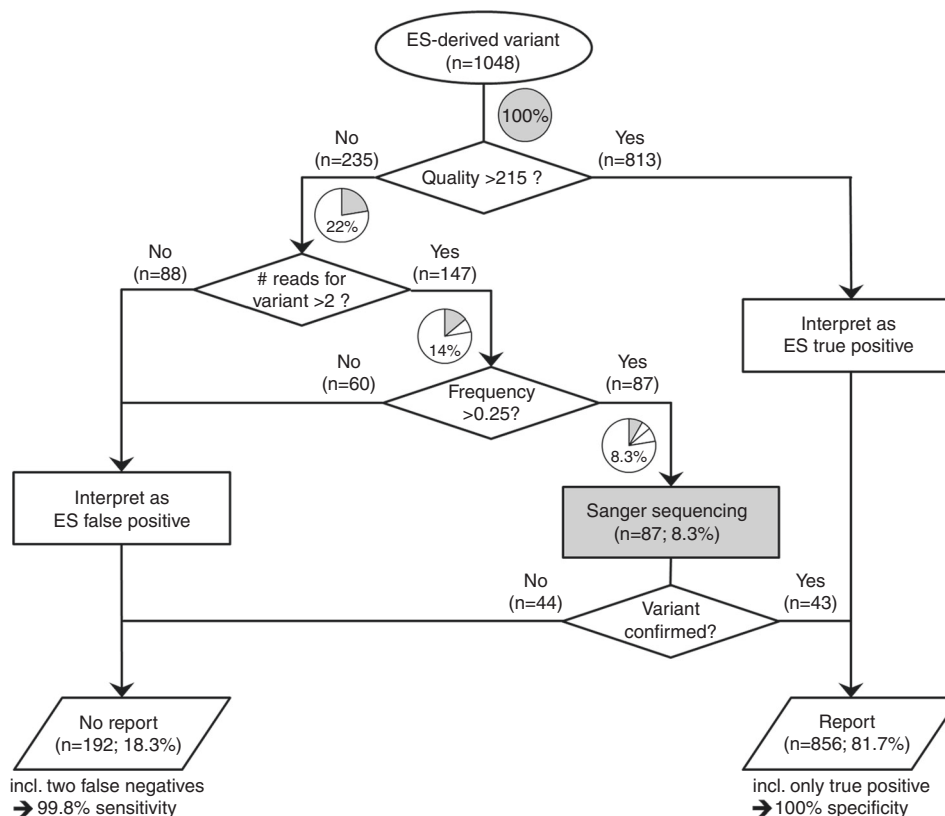 ES-derived variant
(n=1048)
100%
No
(n=235)
Yes
(n=813)
Quality >215 ?
22%
No
(n=88)
Yes
(n=147)
# reads for
variant >2 ?
Interpret as
ES true positive
14%
No
(n=60)
Yes
(n=87)
Frequency
>0.25?
8.3%
Interpret as
ES false positive
Sanger sequencing
(n=87; 8.3%)
No
(n=44)
Yes
(n=43)
Variant
confirmed?
No report
(n=192; 18.3%)
Report
(n=856; 81.7%)
incl. two false negatives
➔ 99.8% sensitivity
incl. only true positive
➔ 100% specificity